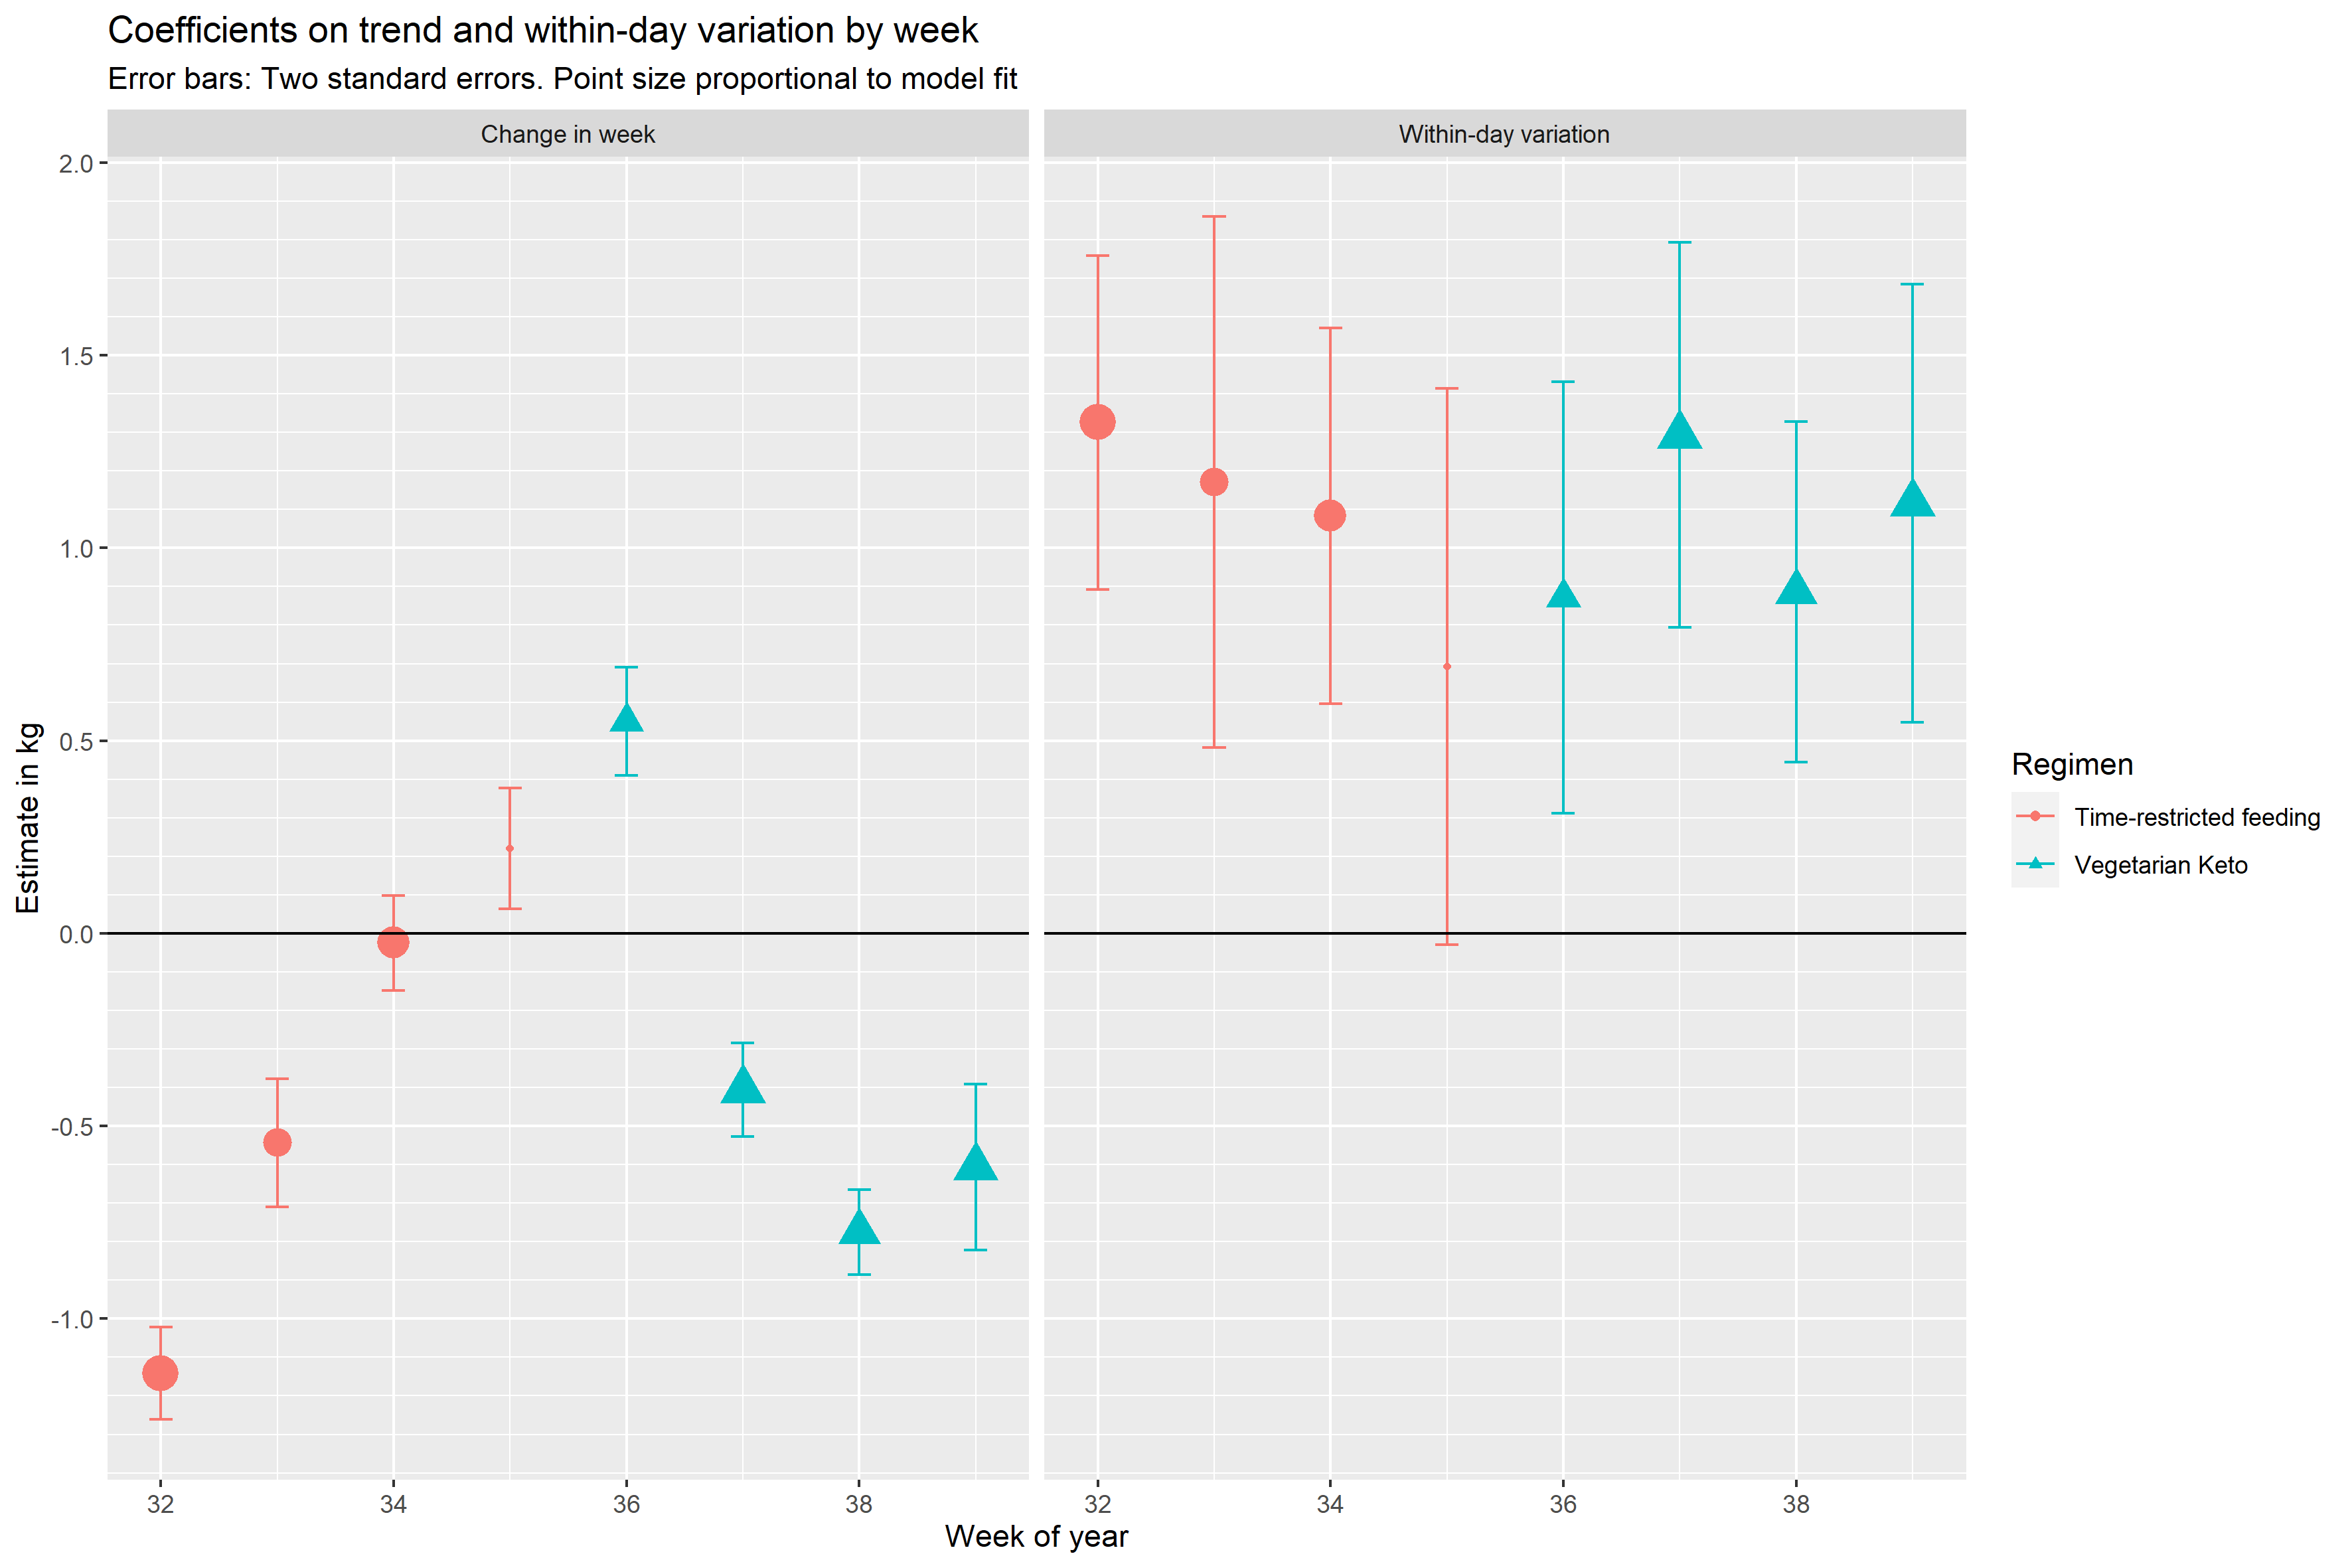 Coefficients on trend and within-day variation by week
Error bars: Two standard errors. Point size proportional to model fit
Change in week
Within-day variation
2.0
1.5
1.0
0.5
0.0
-0.5
-1.0
Estimate in kg
32 34 36 38
32 34 36 38
Week of year
Regimen
Time-restricted feeding
Vegetarian Keto